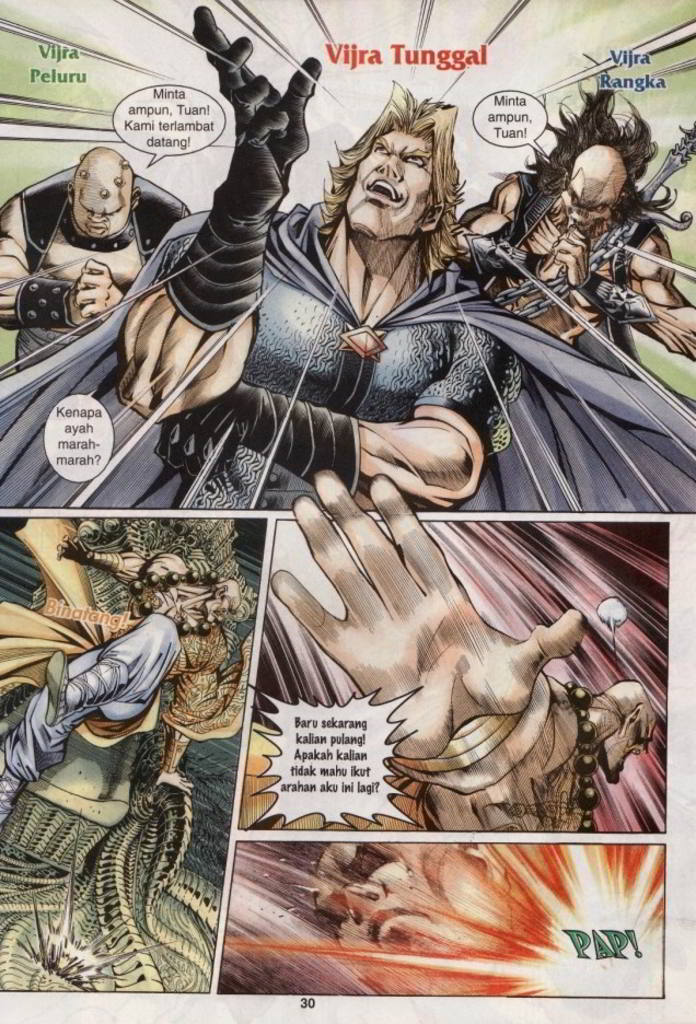 Vijra
Peluru
Vijra Tunggal
Vijra
Rangka
Minta
ampun, Tuan!
Kami terlambat
datang!
Minta
ampun,
Tuan!
Kenapa
ayah
marah-
marah?
Binatang!
Baru sekarang
kalian pulang!
Apakah kalian
tidak mahu ikut
arahan aku ini lagi?
PAP!
30